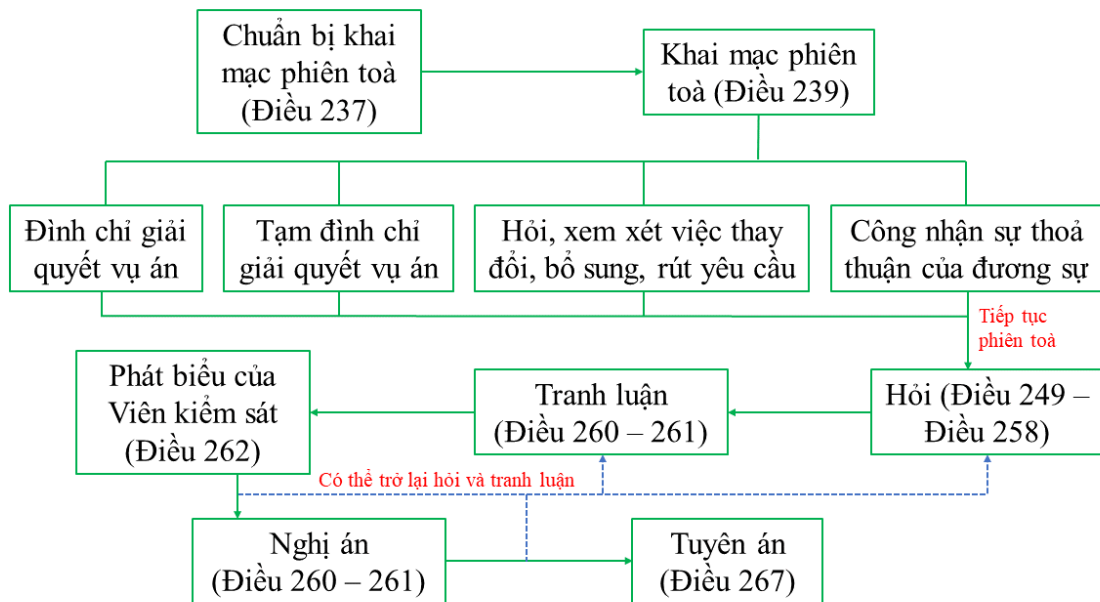 Chuẩn bị khai
mạc phiên toà
(Điều 237)
Khai mạc phiên
toà (Điều 239)
Đình chỉ giải
quyết vụ án
Tạm đình chỉ
giải quyết vụ án
Hỏi, xem xét việc thay
đổi, bổ sung, rút yêu cầu
Công nhận sự thoả
thuận của đương sự
Tiếp tục
phiên toà
Phát biểu của
Viên kiểm sát
(Điều 262)
Tranh luận
(Điều 260 – 261)
Hỏi (Điều 249 –
Điều 258)
Có thể trở lại hỏi và tranh luận
Nghị án
(Điều 260 – 261)
Tuyên án
(Điều 267)